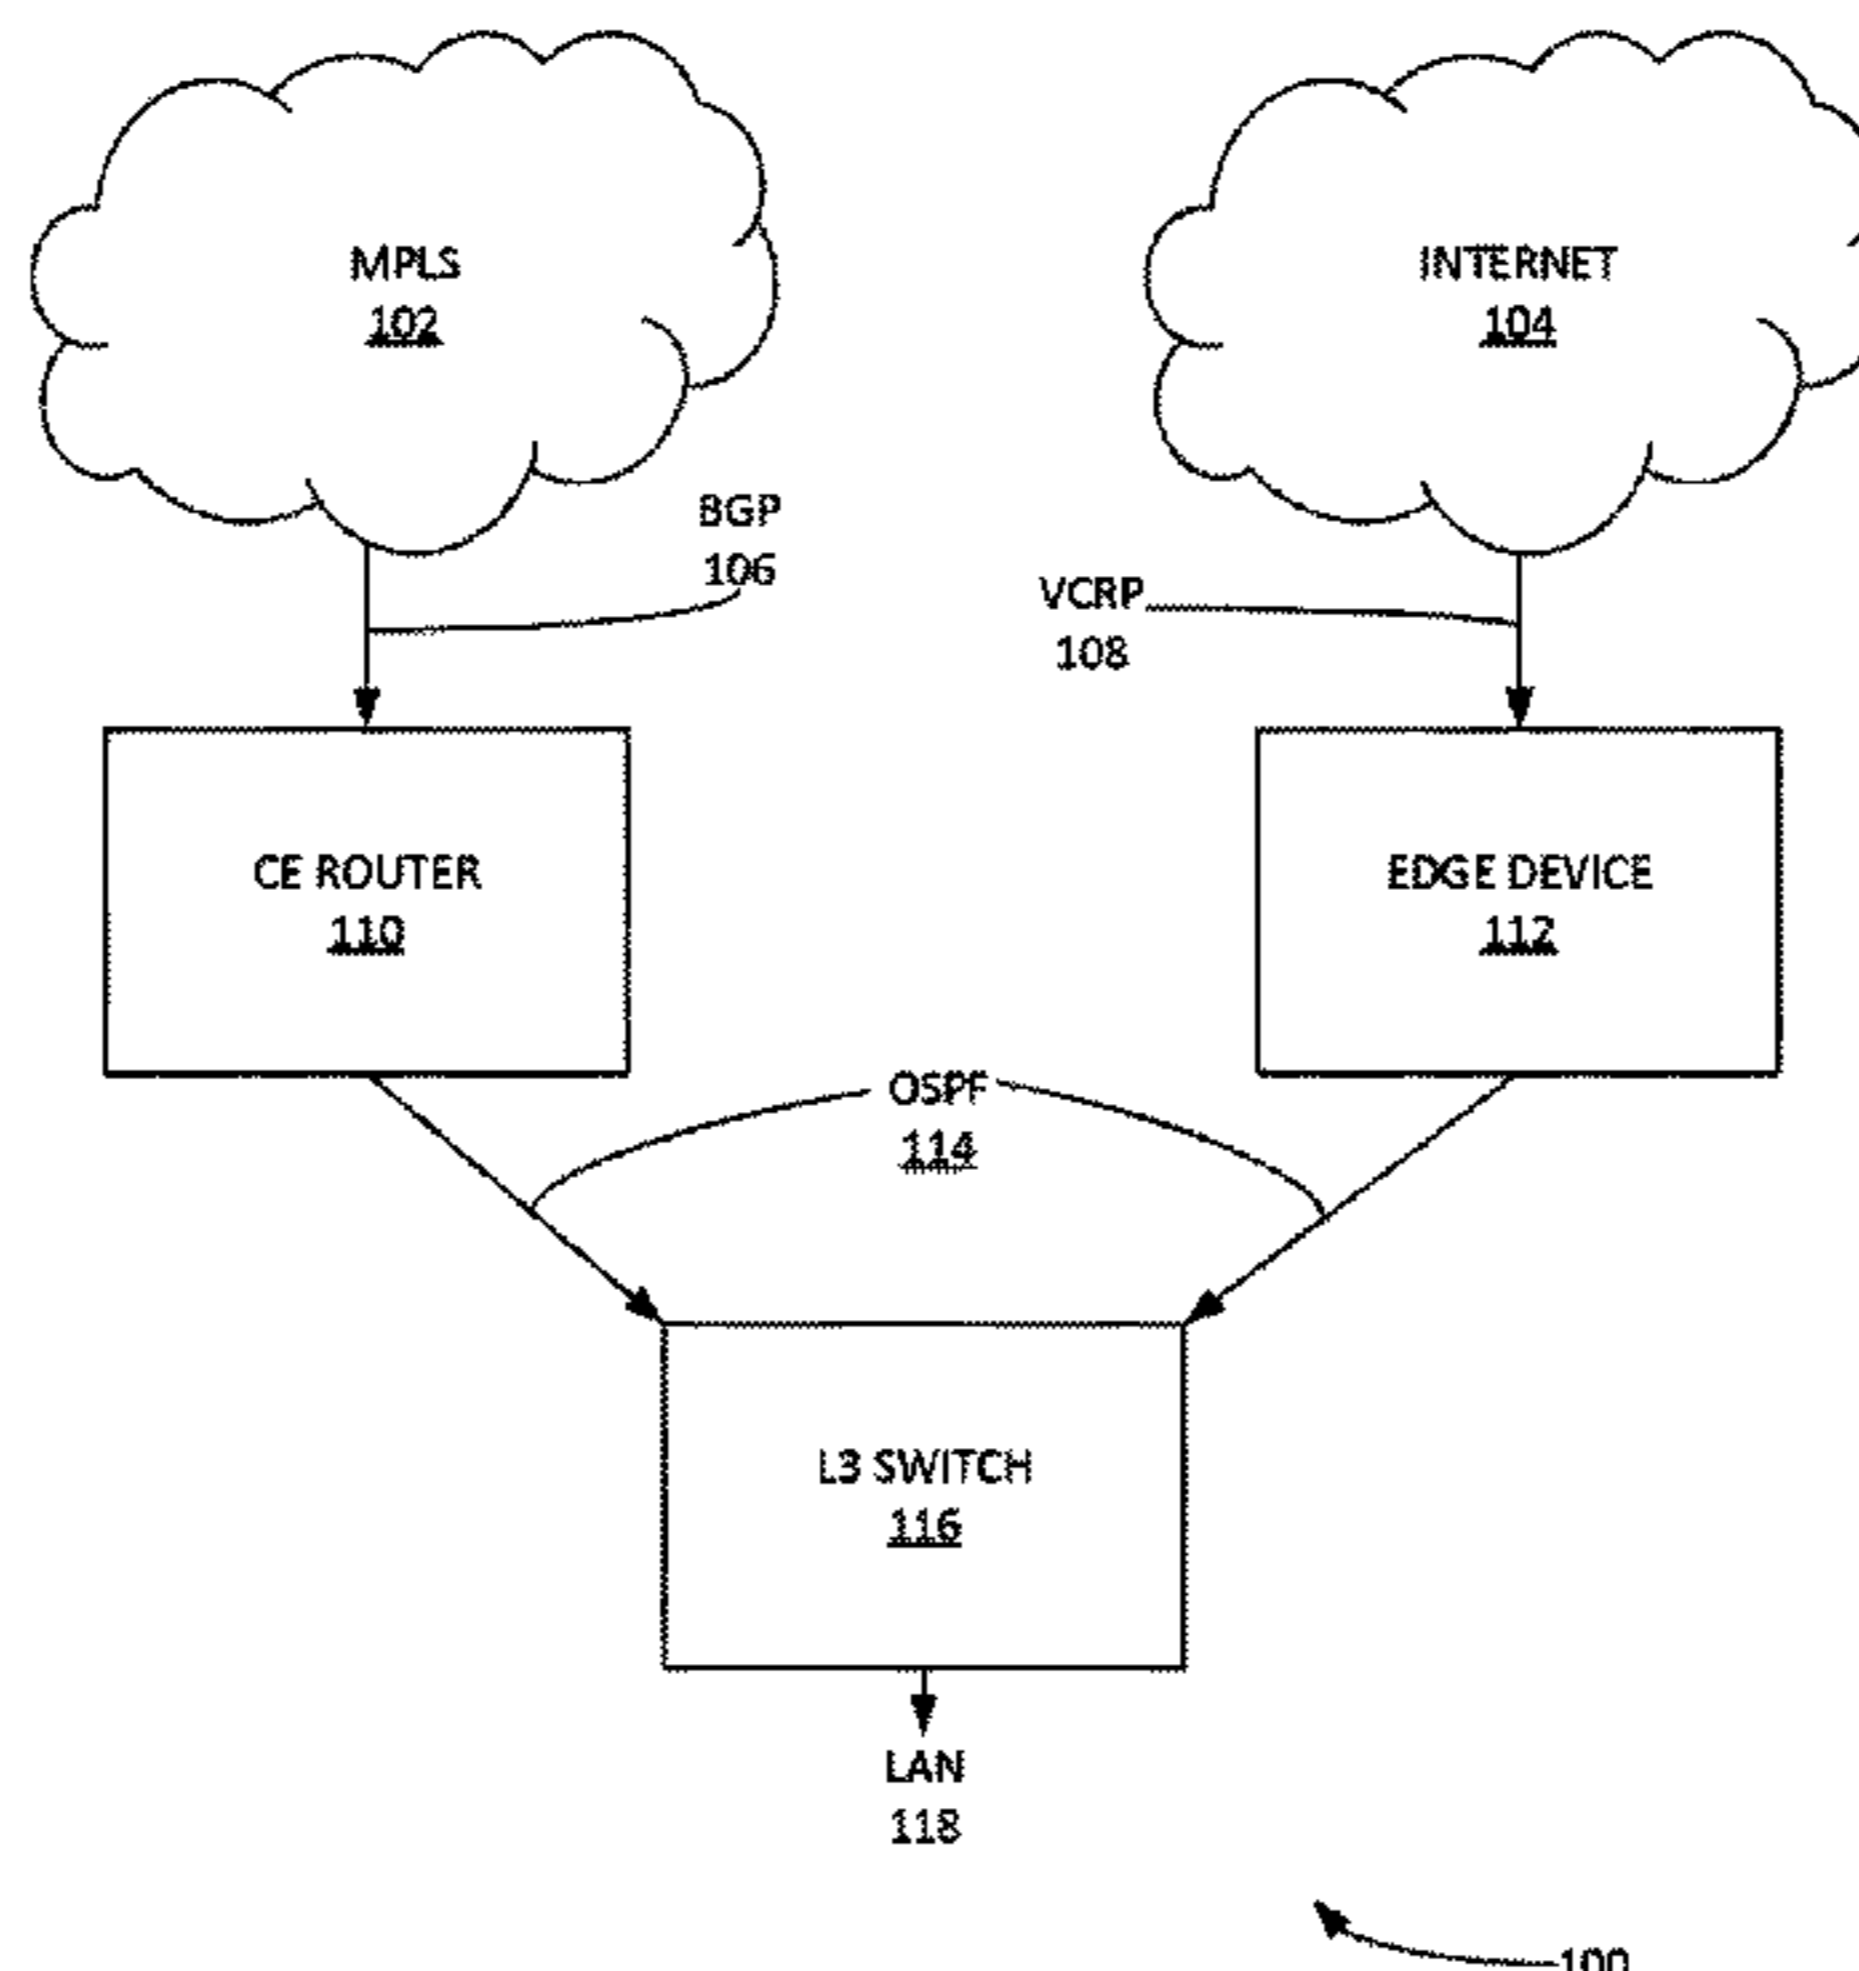 MPLS
102
INTERNET
104
BGP
106
VCRP
108
CE ROUTER
110
EDGE DEVICE
112
OSPF
114
L3 SWITCH
116
LAN
118
100